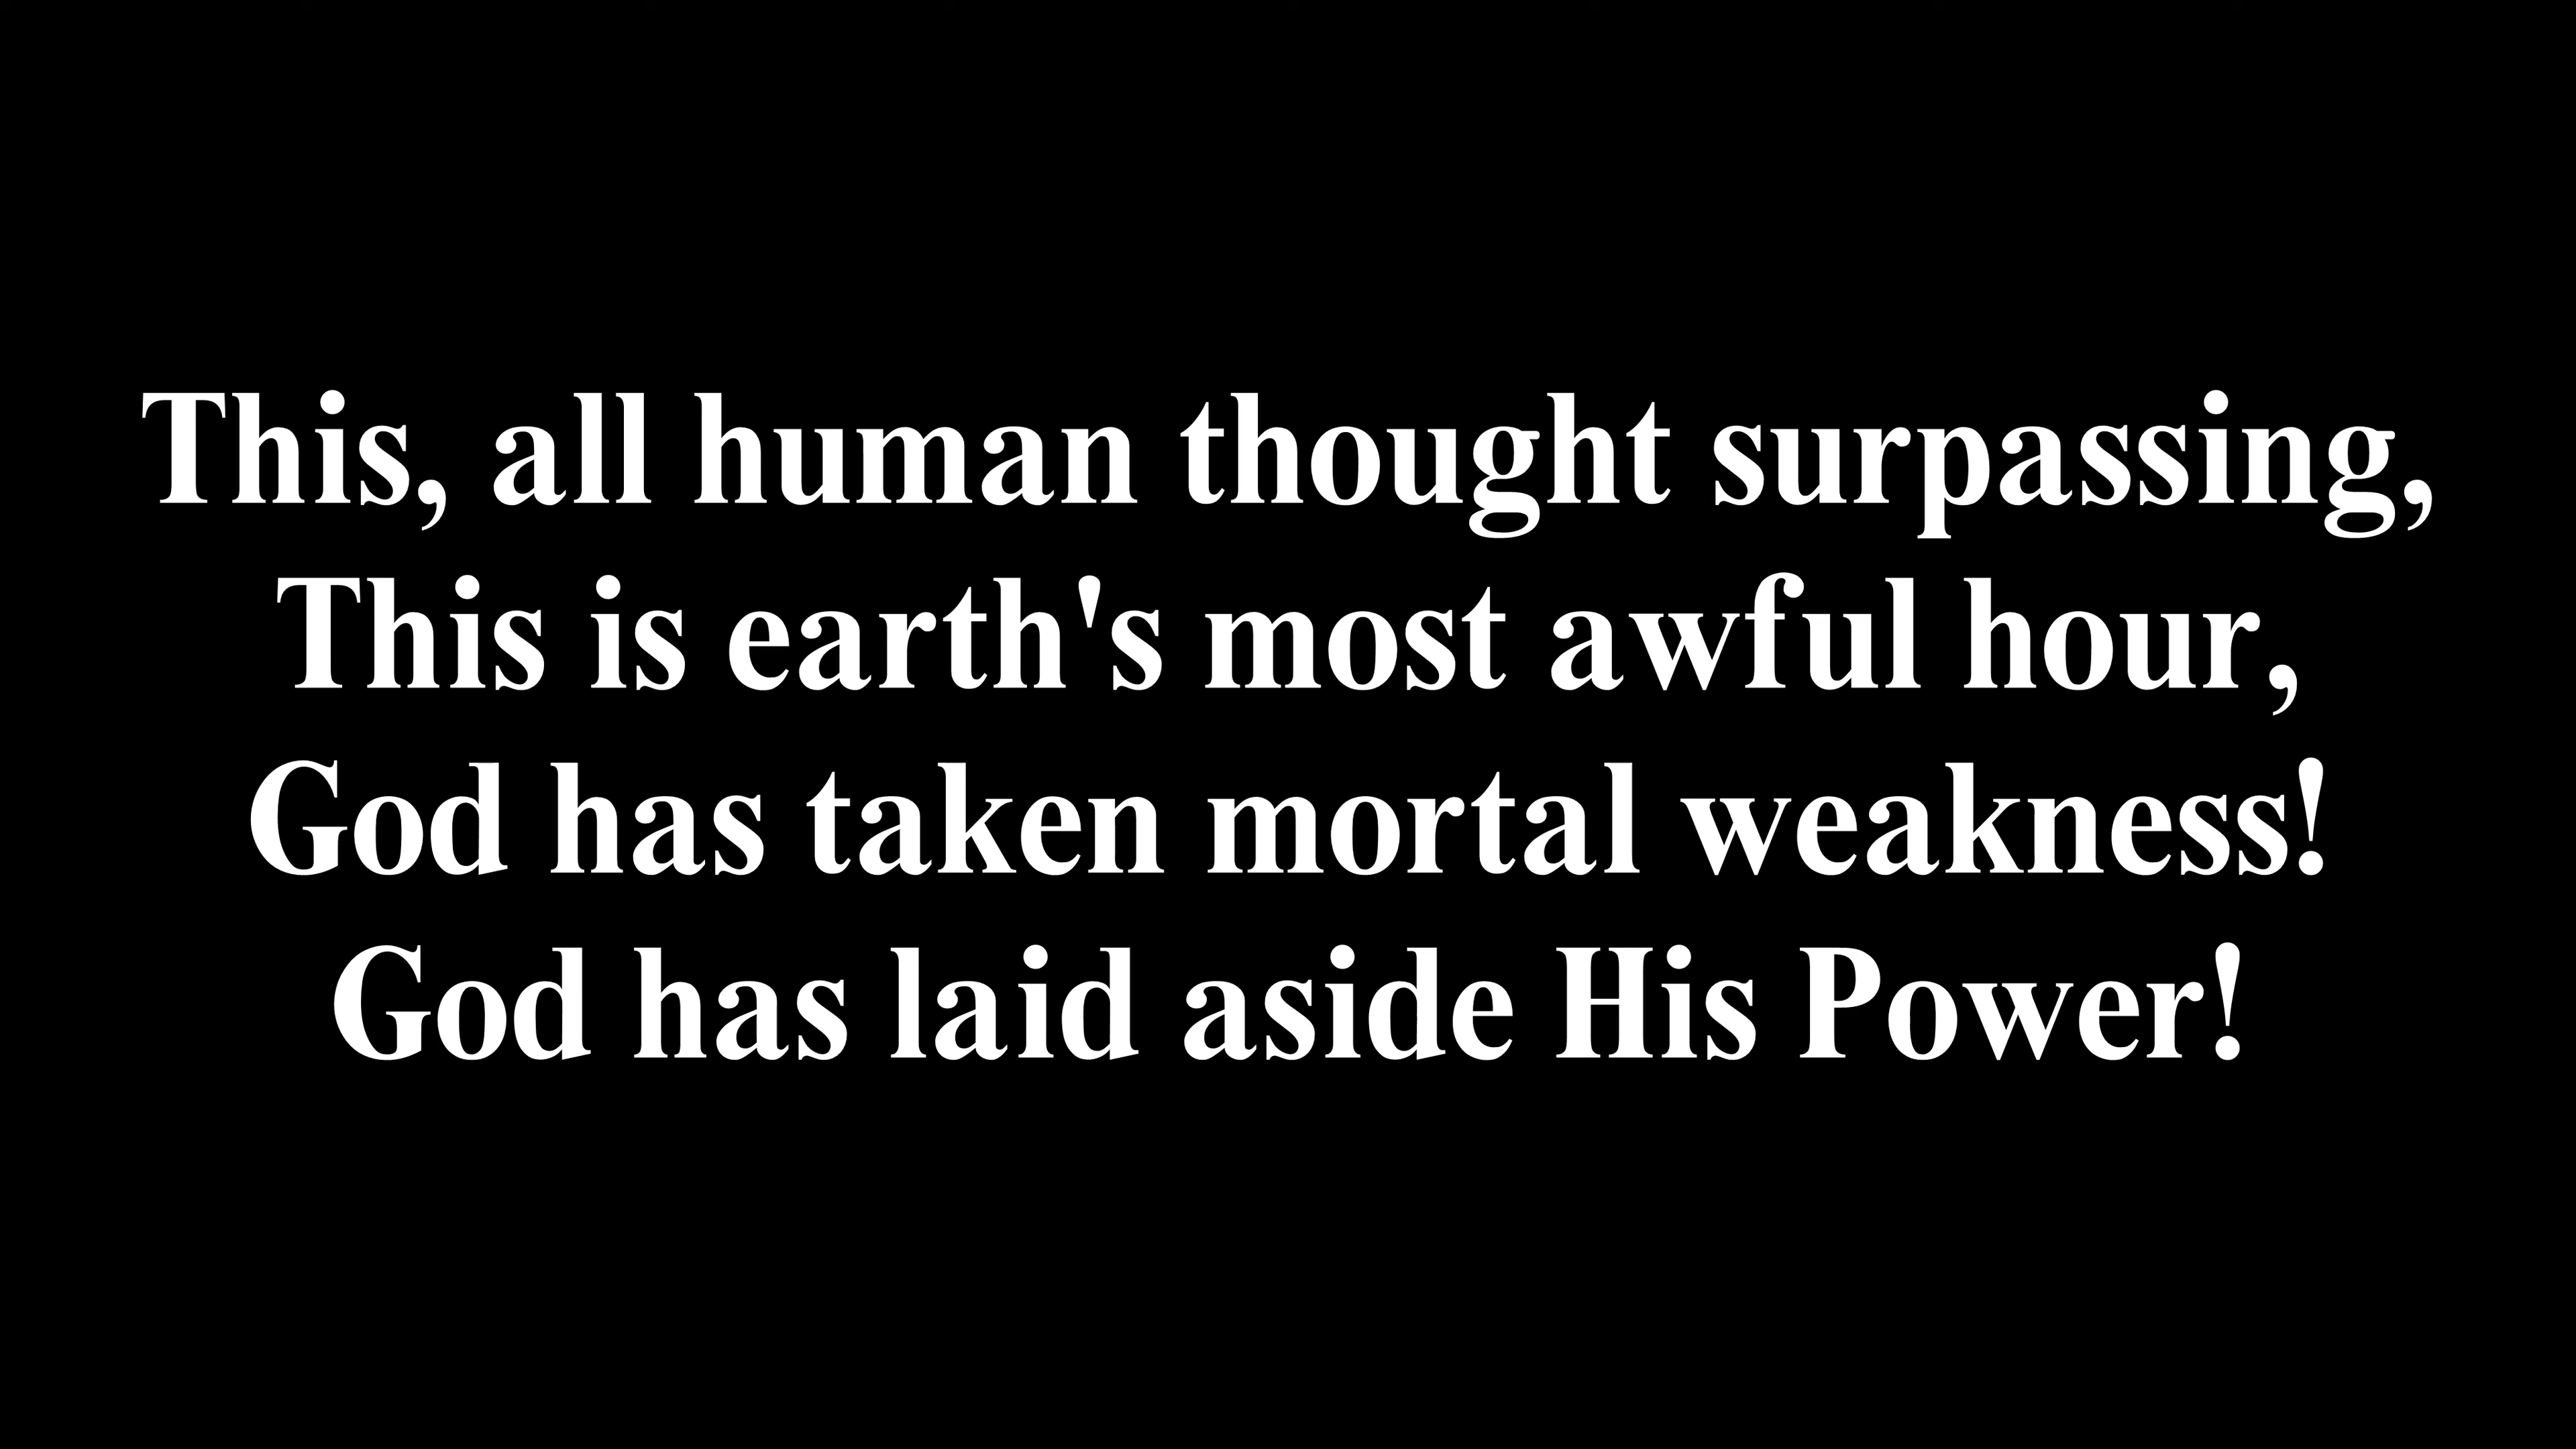 This, all human thought surpassing,
This is earth's most awful hour,
God has taken mortal weakness!
God has laid aside His Power!